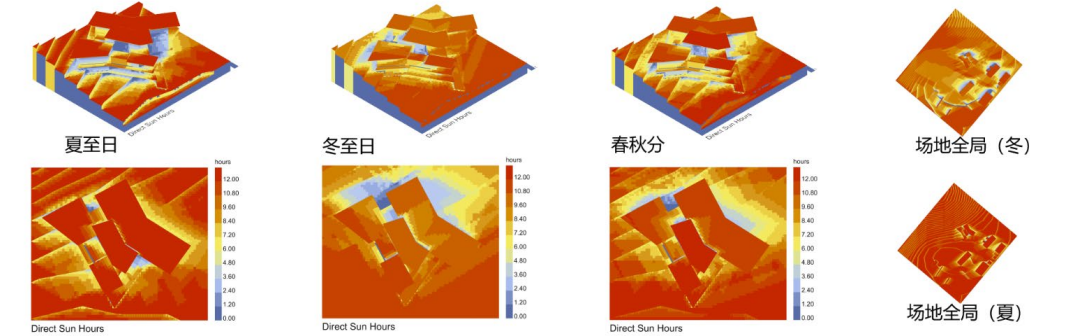 Direct Sun Hours
夏至日
Direct Sun Hours
冬至日
Direct Sun Hours
春秋分
场地全局（冬）
hours
12.00
10.80
9.60
8.40
7.20
6.00
4.80
3.60
2.40
1.20
0.00
Direct Sun Hours
hours
12.00
10.80
9.60
8.40
7.20
6.00
4.80
3.60
2.40
1.20
0.00
Direct Sun Hours
hours
12.00
10.80
9.60
8.40
7.20
6.00
4.80
3.60
2.40
1.20
0.00
Direct Sun Hours
场地全局（夏）